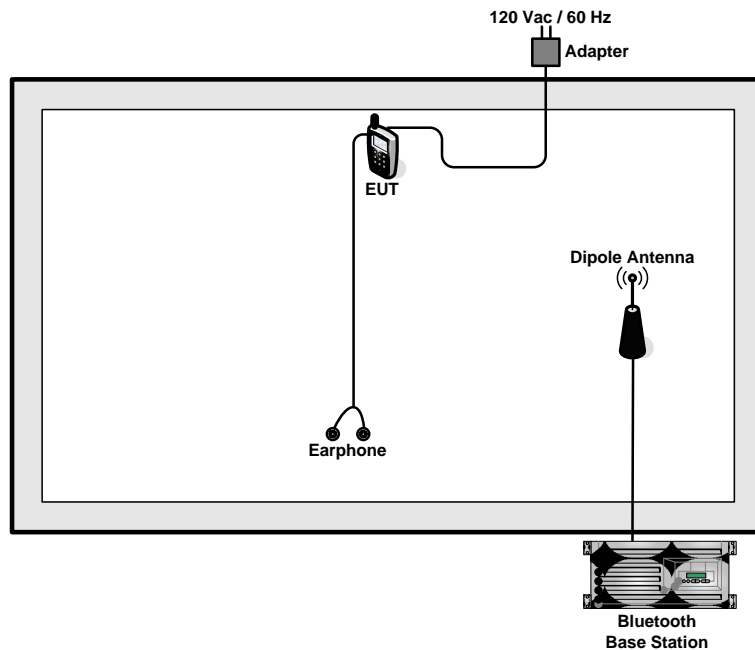 120 Vac / 60 Hz
Adapter
EUT
Dipole Antenna
Earphone
Bluetooth
Base Station